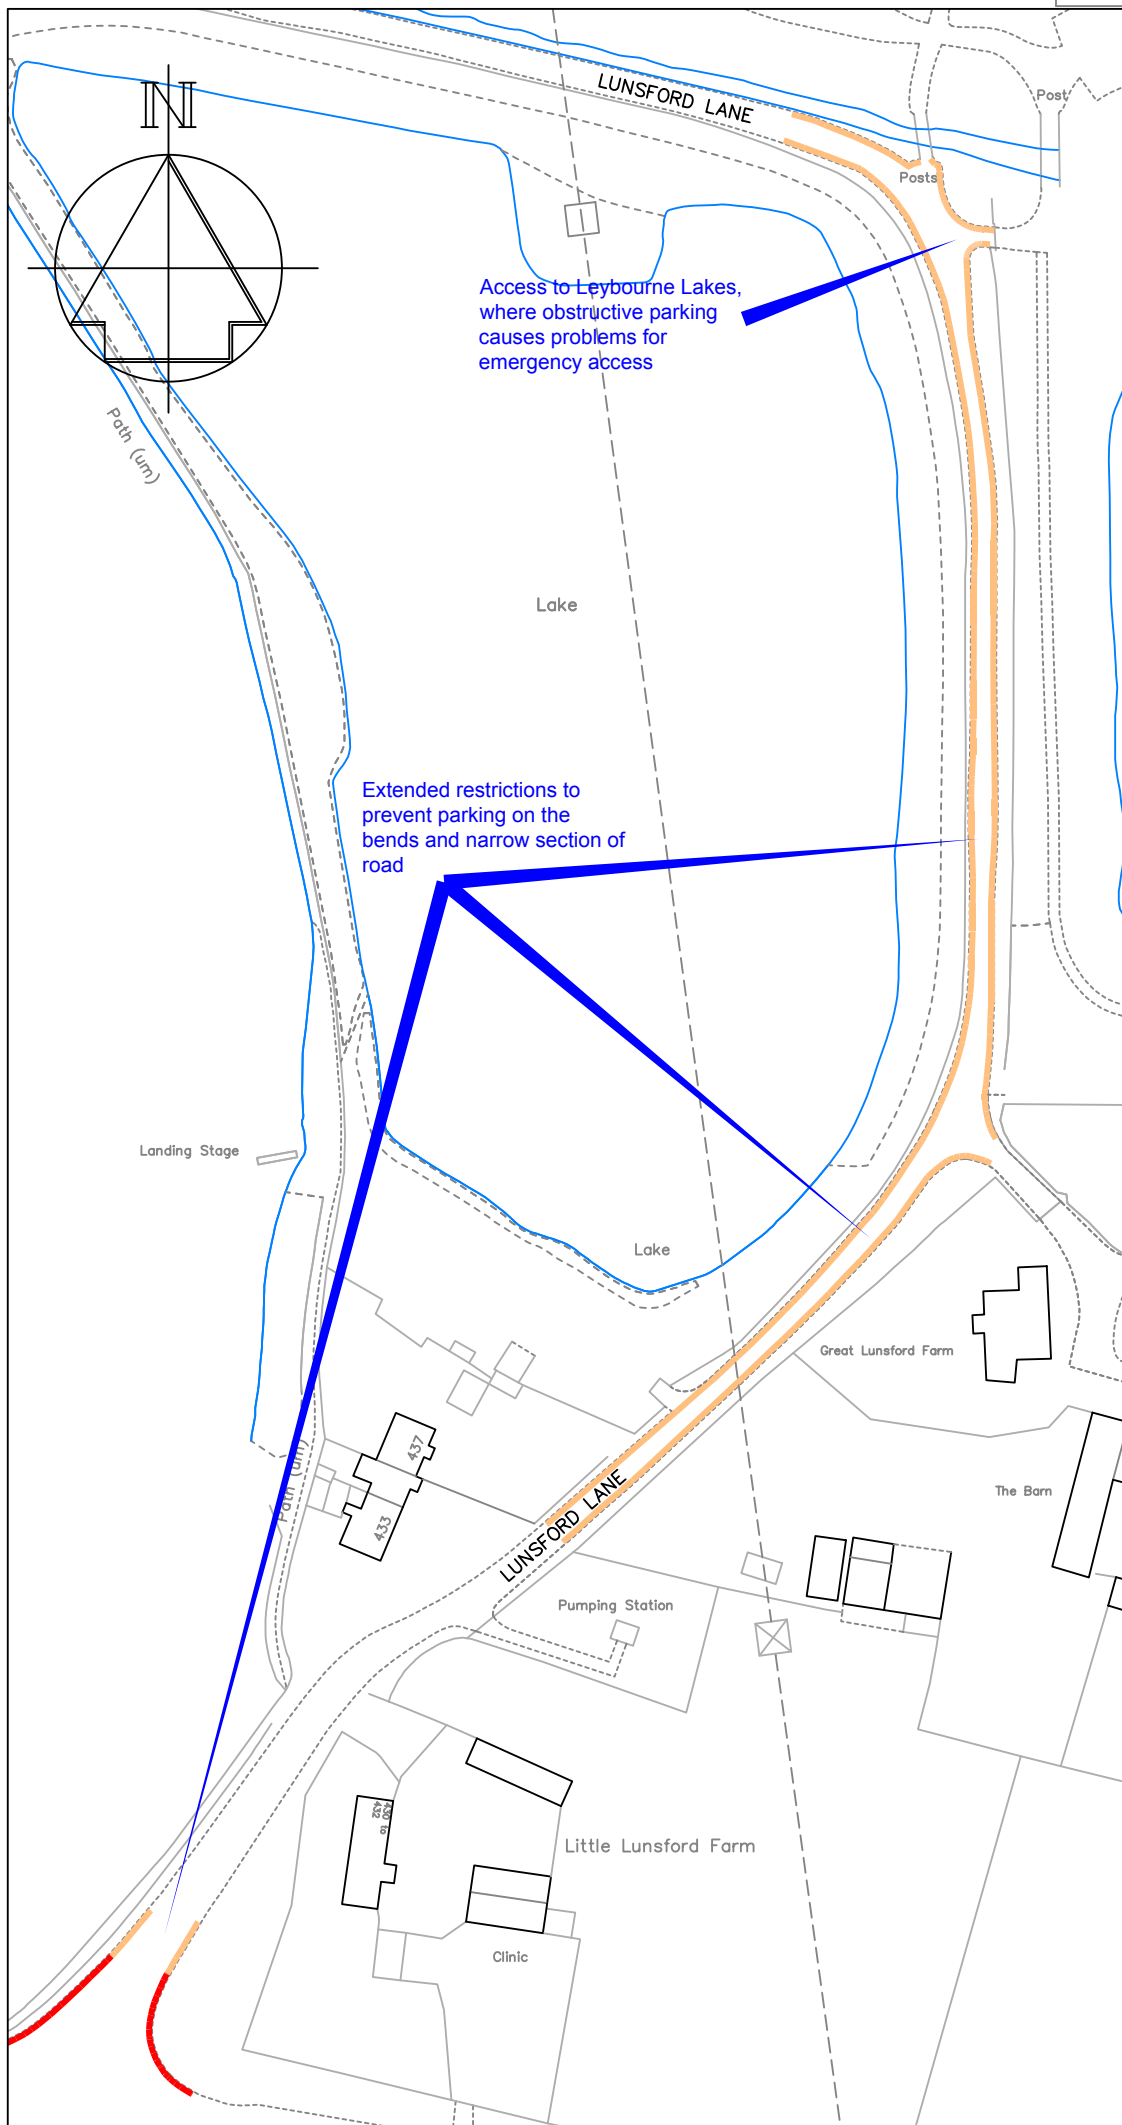 LUNSFORD LANE
Post
N
Posts
Access to Leybourne Lakes,
where obstructive parking
causes problems for
emergency access
Path (um)
Lake
Extended restrictions to
prevent parking on the
bends and narrow section of
road
Landing Stage
Lake
Great Lunsford Farm
437
Path (um)
433
LUNSFORD LANE
The Barn
Pumping Station
430 to
432
Little Lunsford Farm
Clinic